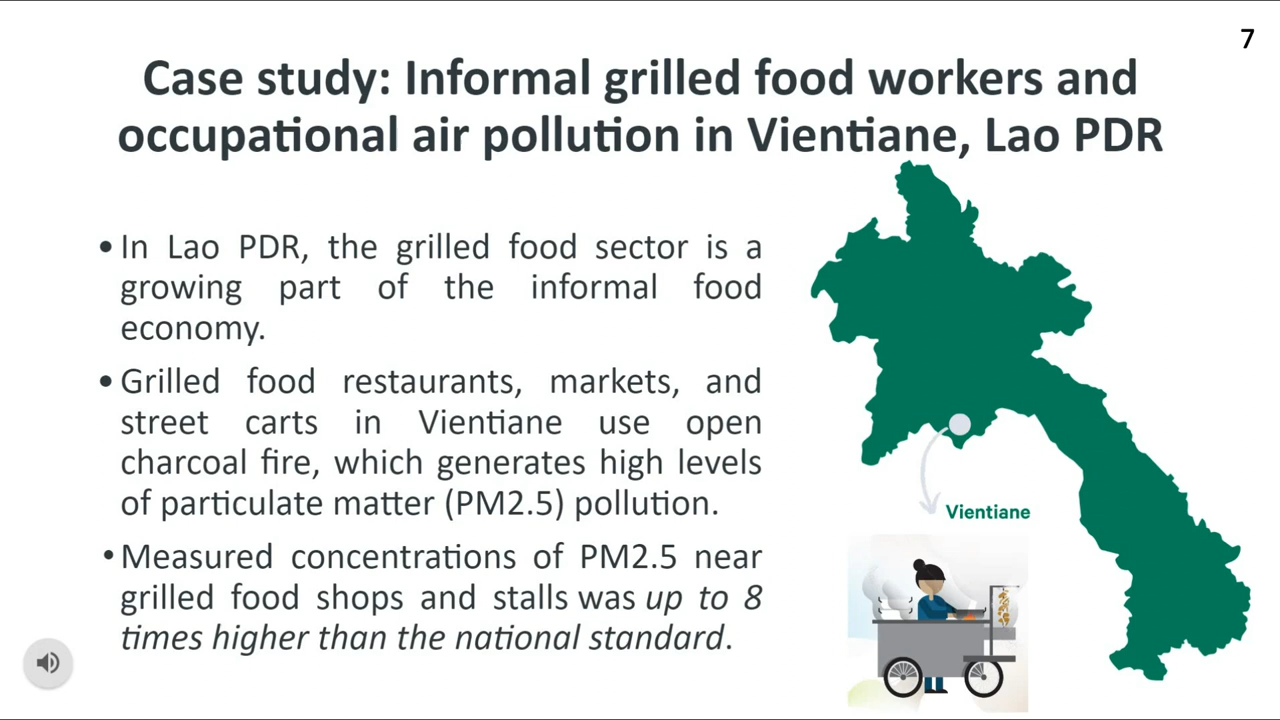 7
Case study: Informal grilled food workers and
occupational air pollution in Vientiane, Lao PDR
• In Lao PDR, the grilled food sector is a
growing part of the informal food
economy.
• Grilled food restaurants, markets, and
street carts in Vientiane use open
charcoal fire, which generates high levels
of particulate matter (PM2.5) pollution.
• Measured concentrations of PM2.5 near
grilled food shops and stalls was up to 8
times higher than the national standard.
Vientiane